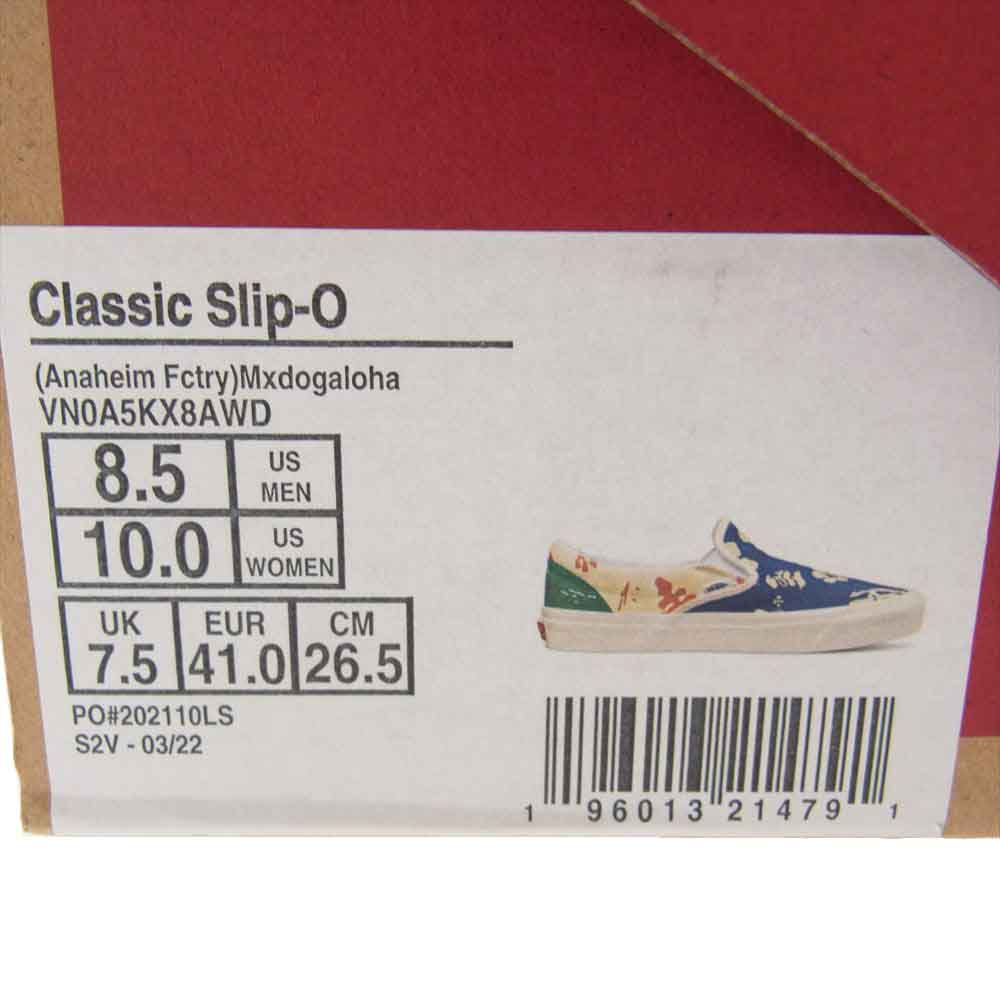 Classic Slip-O
(Anaheim Fctry)Mxdogaloha
VN0A5KX8AWD
8.5 US MEN
10.0 US WOMEN
UK EUR CM
7.5 41.0 26.5
PO#202110LS
S2V - 03/22
1 96013 21479 1